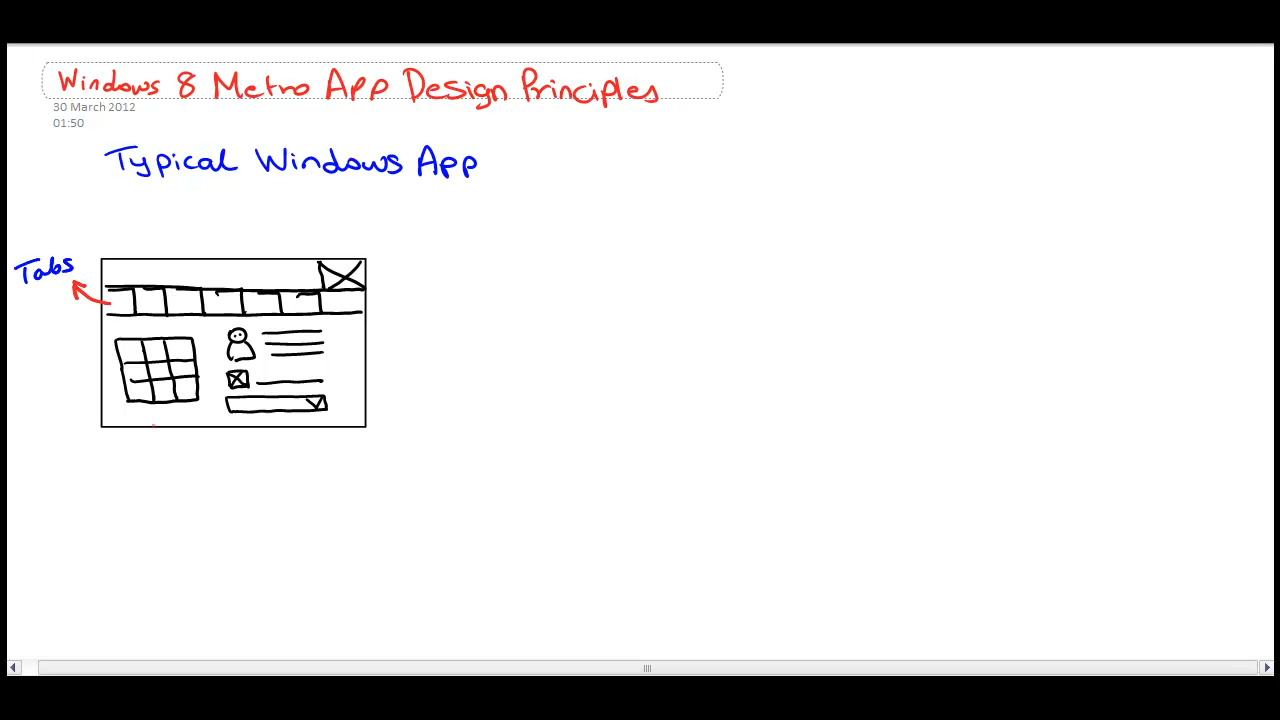 Windows 8 Metro App Design Principles
30 March 2012
01:50
Typical Windows App
Tabs